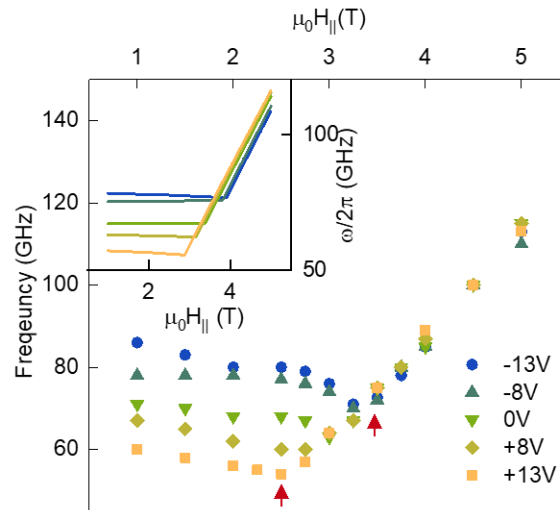 μ₀H||(T)
1 2 3 4 5
140
120
100
80
60
Freqeuncy (GHz)
100
50
ω/2π (GHz)
2 4
μ₀H|| (T)
-13V
-8V
0V
+8V
+13V